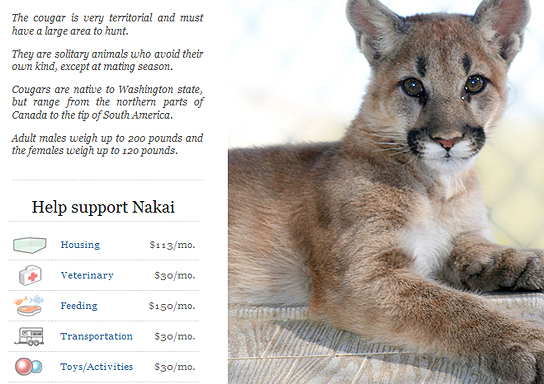 The cougar is very territorial and must
have a large area to hunt.
They are solitary animals who avoid their
own kind, except at mating season.
Cougars are native to Washington state,
but range from the northern parts of
Canada to the tip of South America.
Adult males weigh up to 200 pounds and
the females weigh up to 120 pounds.
Help support Nakai
Housing $113/mo.
Veterinary $30/mo.
Feeding $150/mo.
Transportation $30/mo.
Toys/Activities $30/mo.